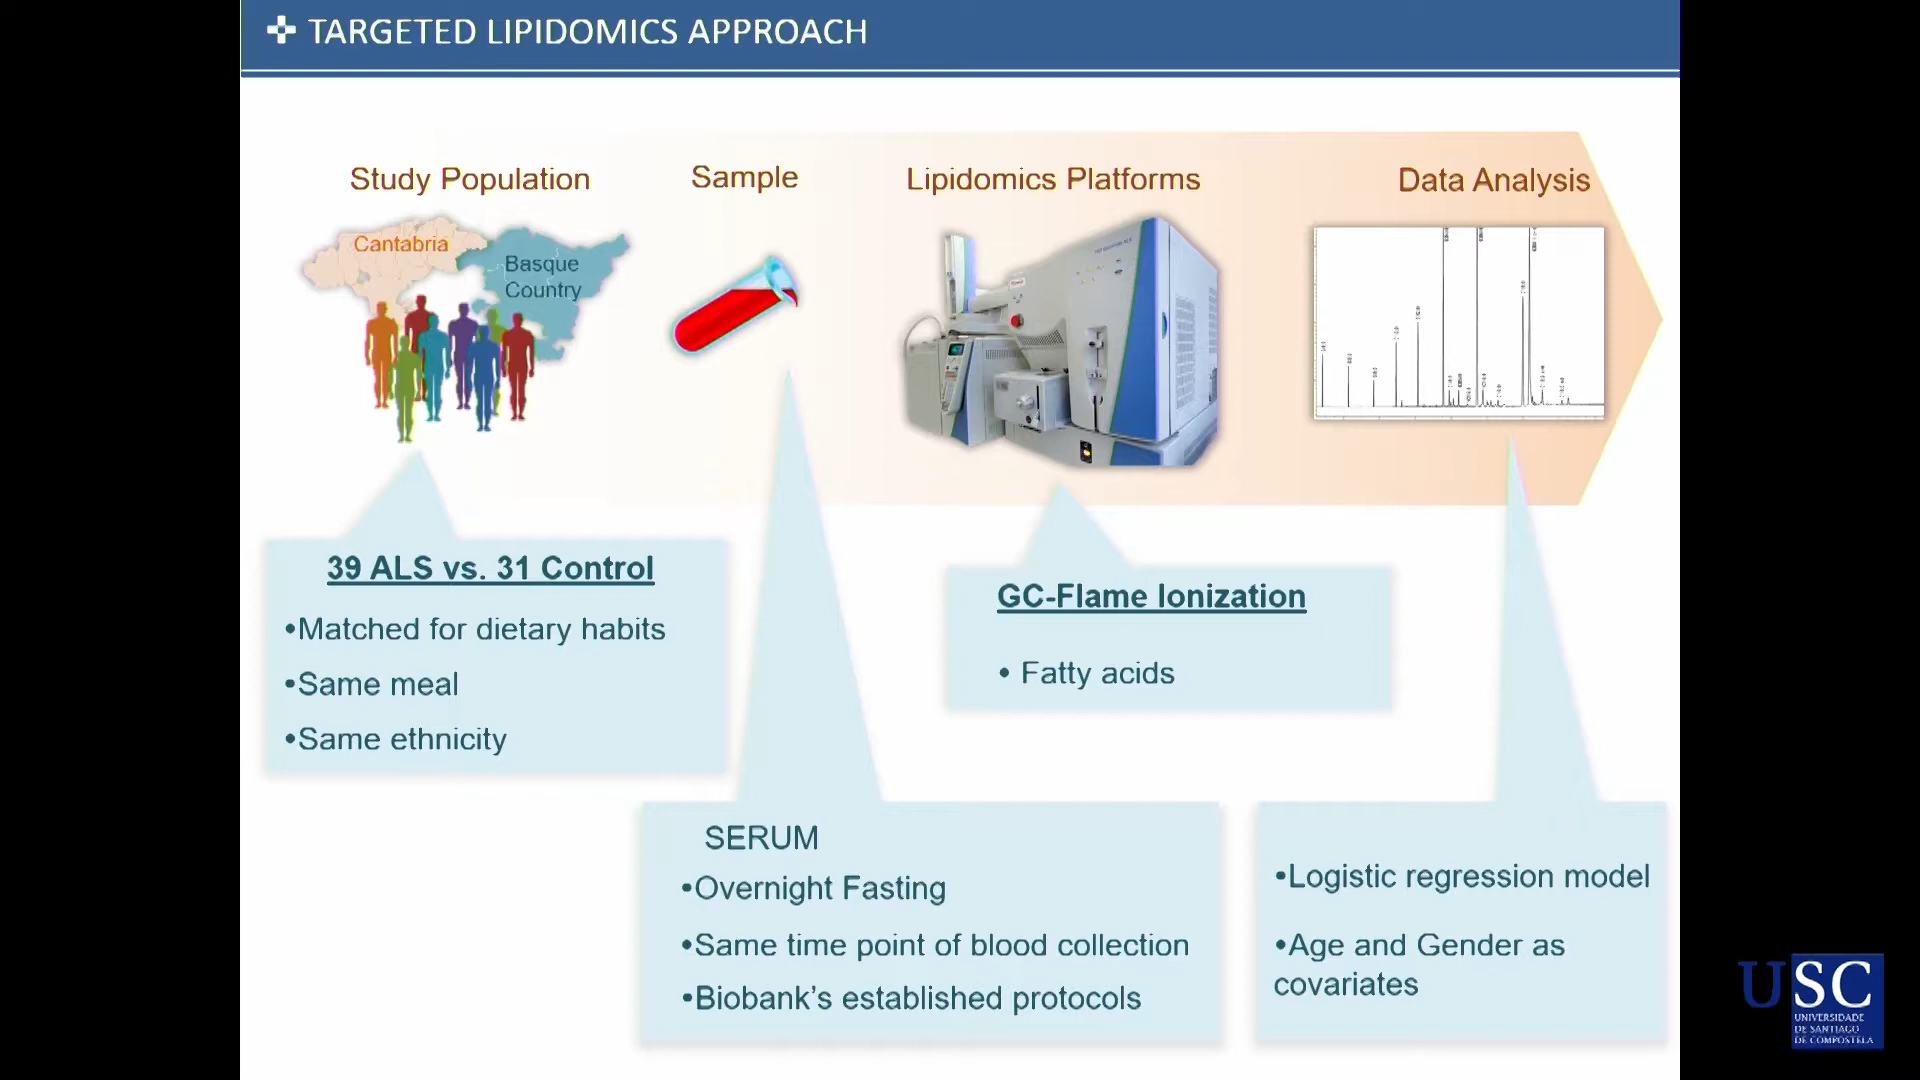 TARGETED LIPIDOMICS APPROACH
Study Population
Sample
Lipidomics Platforms
Data Analysis
Cantabria
Basque
Country
39 ALS vs. 31 Control
•Matched for dietary habits
•Same meal
•Same ethnicity
GC-Flame Ionization
• Fatty acids
SERUM
•Overnight Fasting
•Same time point of blood collection
•Biobank’s established protocols
•Logistic regression model
•Age and Gender as
covariates
USC
UNIVERSIDADE
DE SANTIAGO
DE COMPOSTELA